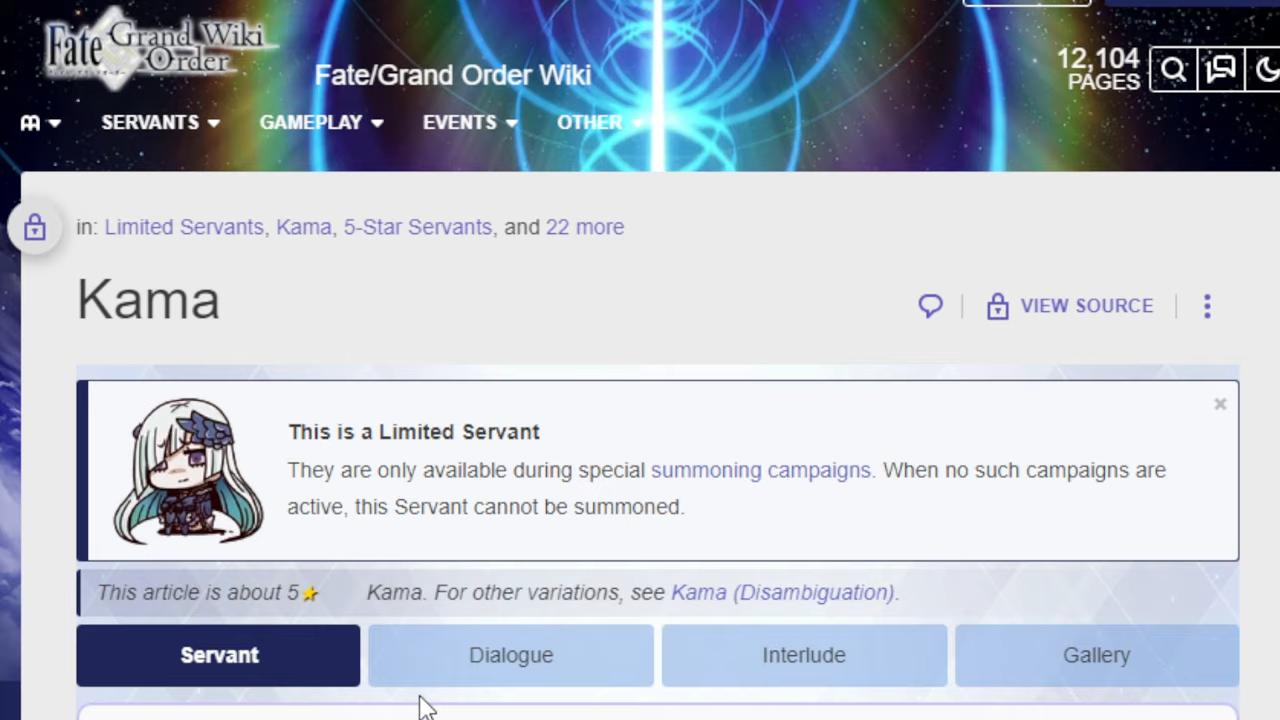 Fate Grand Order Wiki
Fate/Grand Order Wiki
12,104
PAGES
SERVANTS GAMEPLAY EVENTS OTHER
in: Limited Servants, Kama, 5-Star Servants, and 22 more
Kama
VIEW SOURCE
This is a Limited Servant
They are only available during special summoning campaigns. When no such campaigns are
active, this Servant cannot be summoned.
This article is about 5★ Kama. For other variations, see Kama (Disambiguation).
Servant Dialogue Interlude Gallery